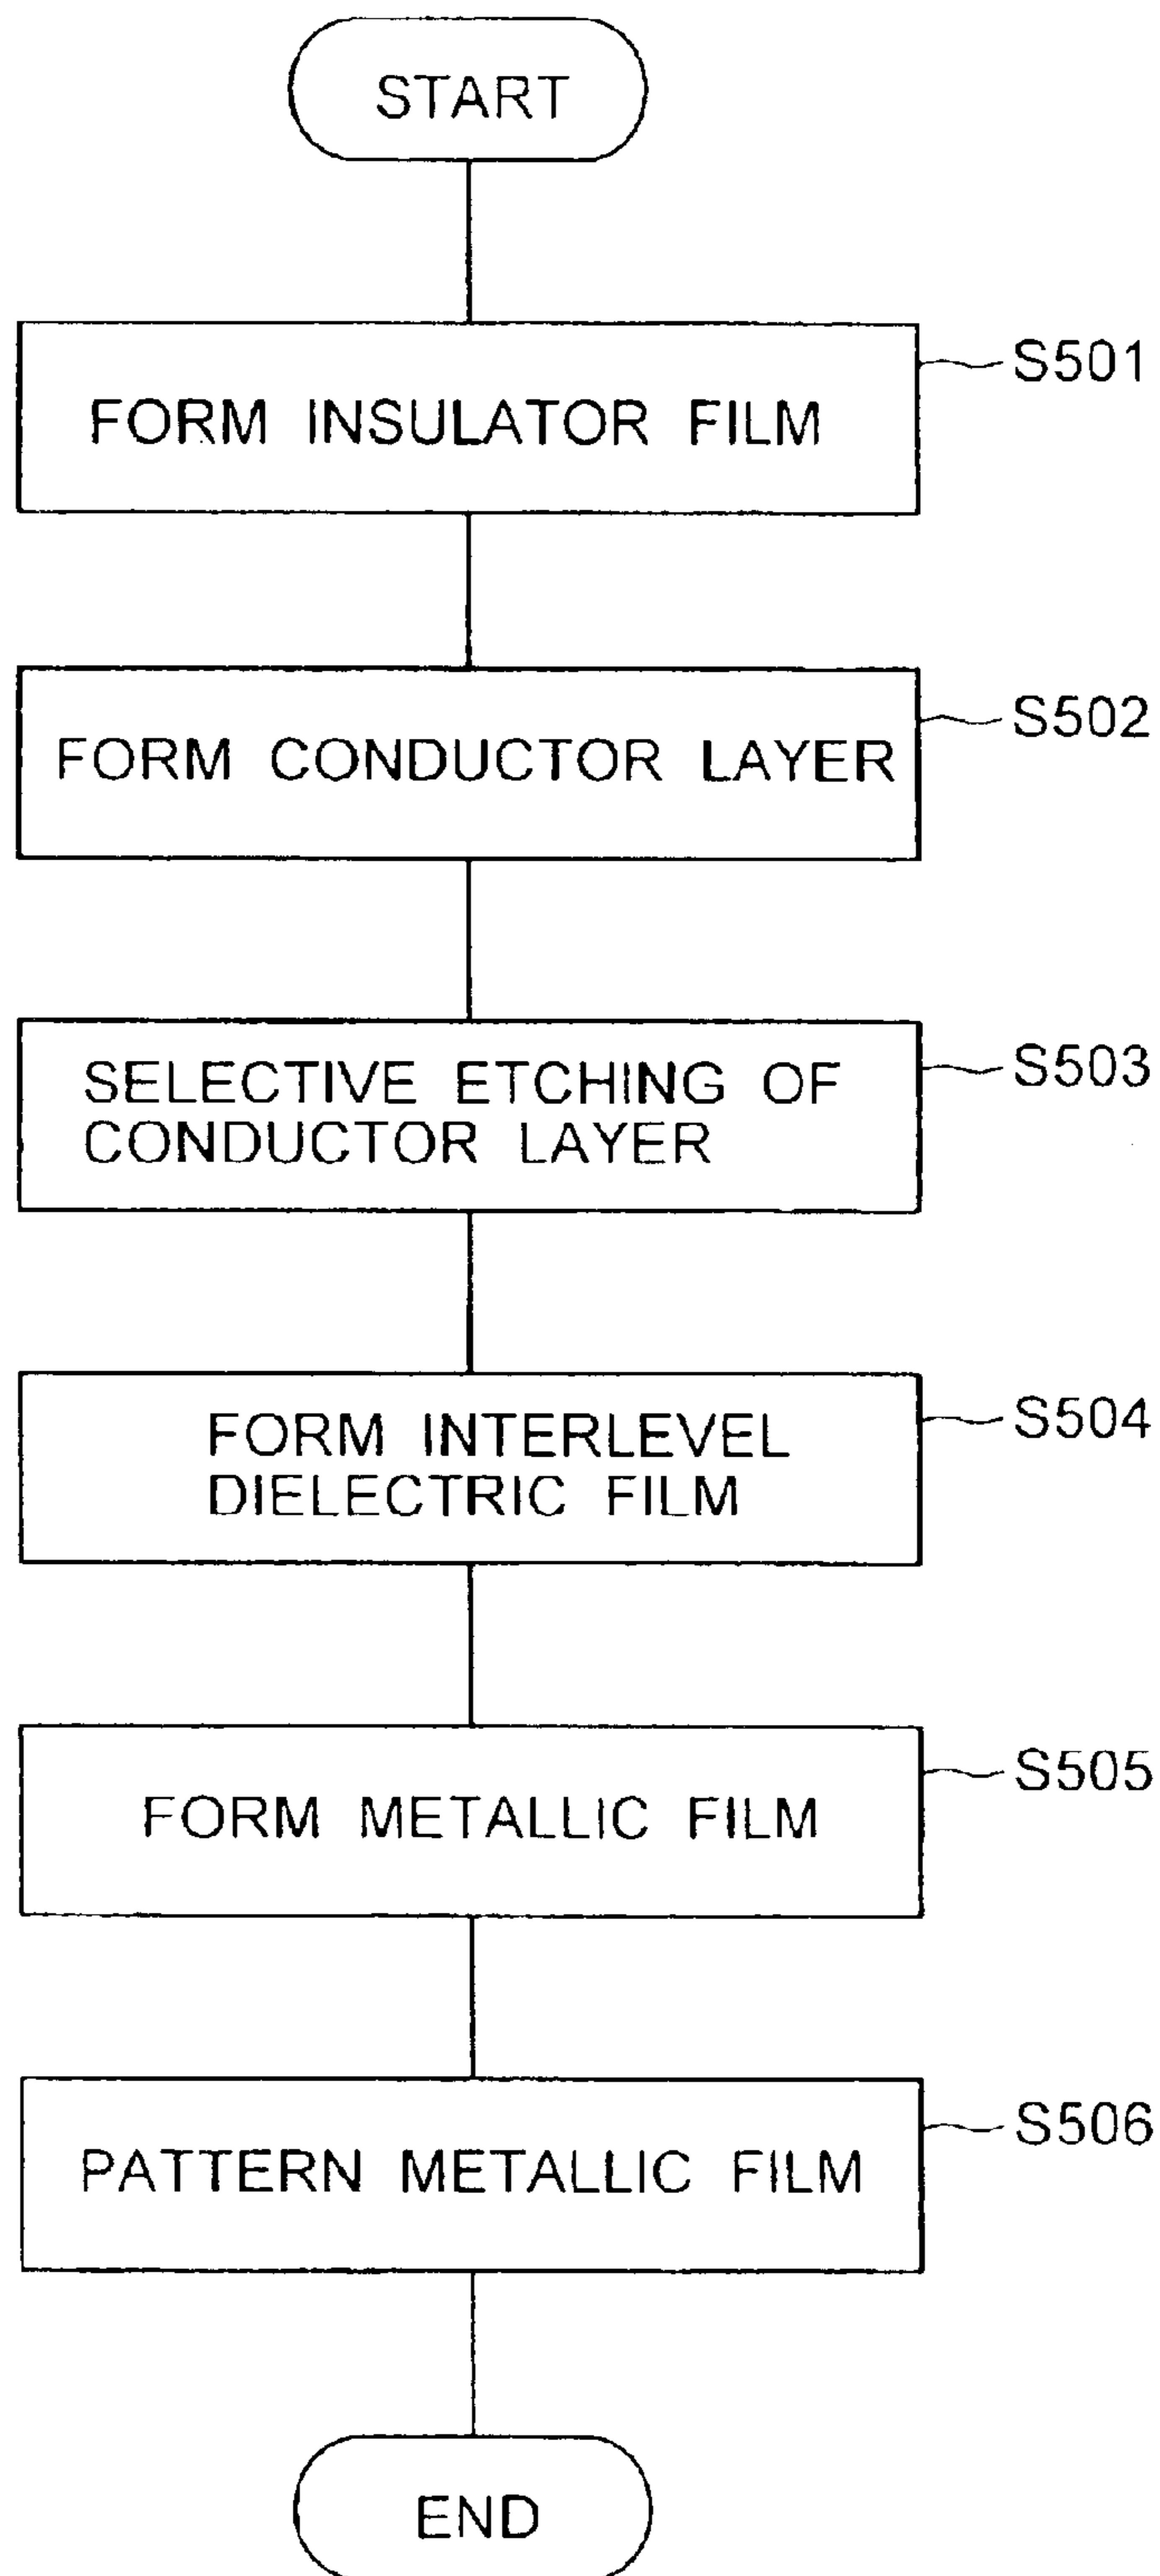 START
FORM INSULATOR FILM
S501
FORM CONDUCTOR LAYER
S502
SELECTIVE ETCHING OF
CONDUCTOR LAYER
S503
FORM INTERLEVEL
DIELECTRIC FILM
S504
FORM METALLIC FILM
S505
PATTERN METALLIC FILM
S506
END